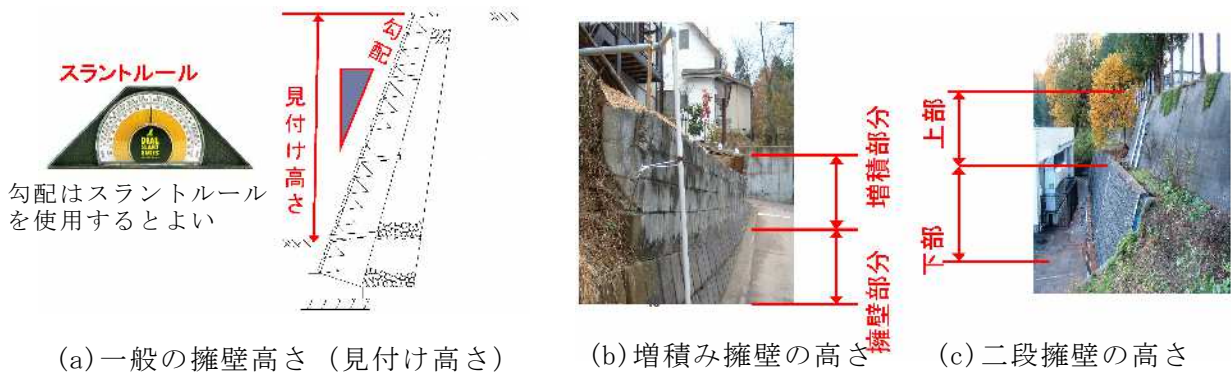 スラントルール
DIAL
SLANT
RULES
勾配はスラントルール
を使用するとよい
勾配
見付け高さ
(a)一般の擁壁高さ（見付け高さ）
増積部分
擁壁部分
(b)増積み擁壁の高さ
上部
下部
(c)二段擁壁の高さ